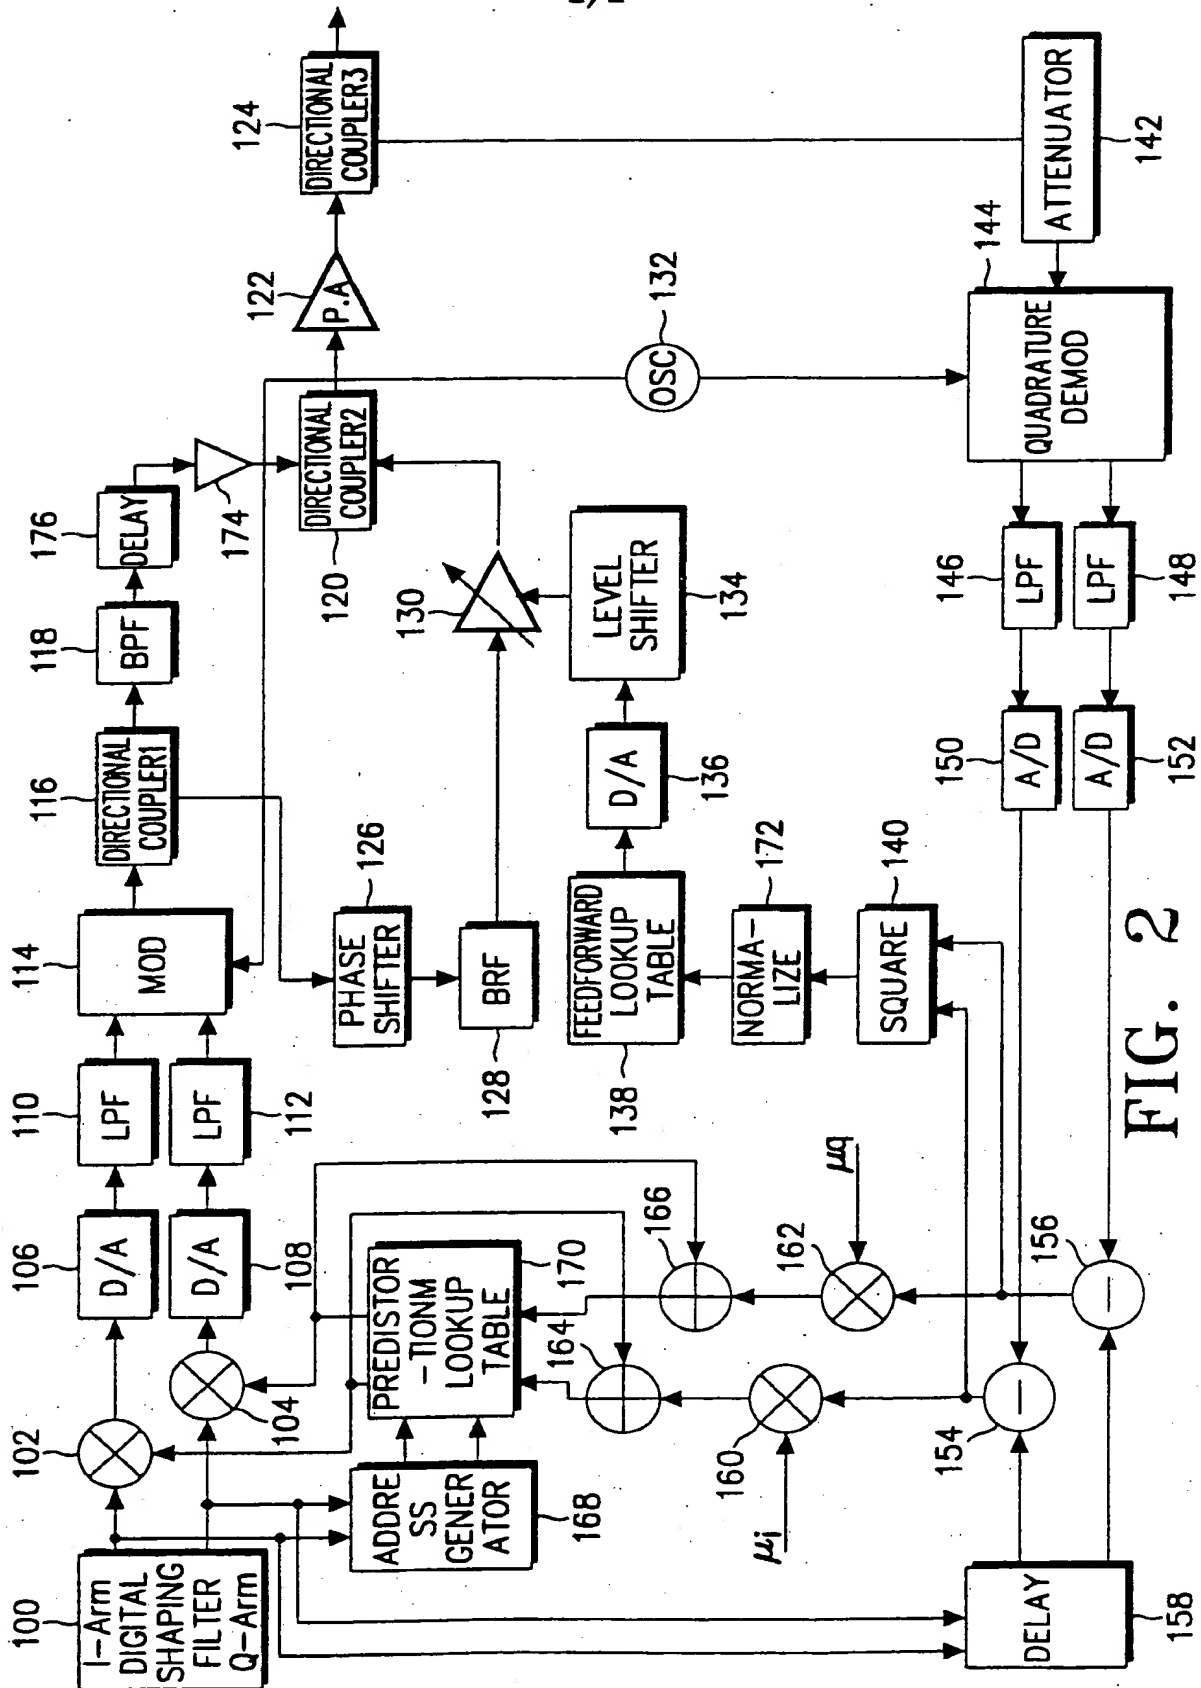 100
I-Arm
DIGITAL
SHAPING
FILTER
Q-Arm
102
104
106
D/A
D/A
108
110
LPF
LPF
112
114
MOD
116
DIRECTIONAL
COUPLER1
118
BPF
176
DELAY
174
DIRECTIONAL
COUPLER2
120
122
P.A
124
DIRECTIONAL
COUPLER3
PHASE
SHIFTER
126
BRF
128
130
OSC
132
LEVEL
SHIFTER
134
D/A
136
FEEDFORWARD
LOOKUP
TABLE
138
NORMA-
LIZE
172
SQUARE
140
ADDRE
SS
GENER
ATOR
168
PREDISTOR
-TIONM
LOOKUP
TABLE
170
164
166
160
μi
162
μq
154
156
DELAY
158
150
A/D
A/D
152
146
LPF
LPF
148
144
QUADRATURE
DEMOD
ATTENUATOR
142
FIG. 2